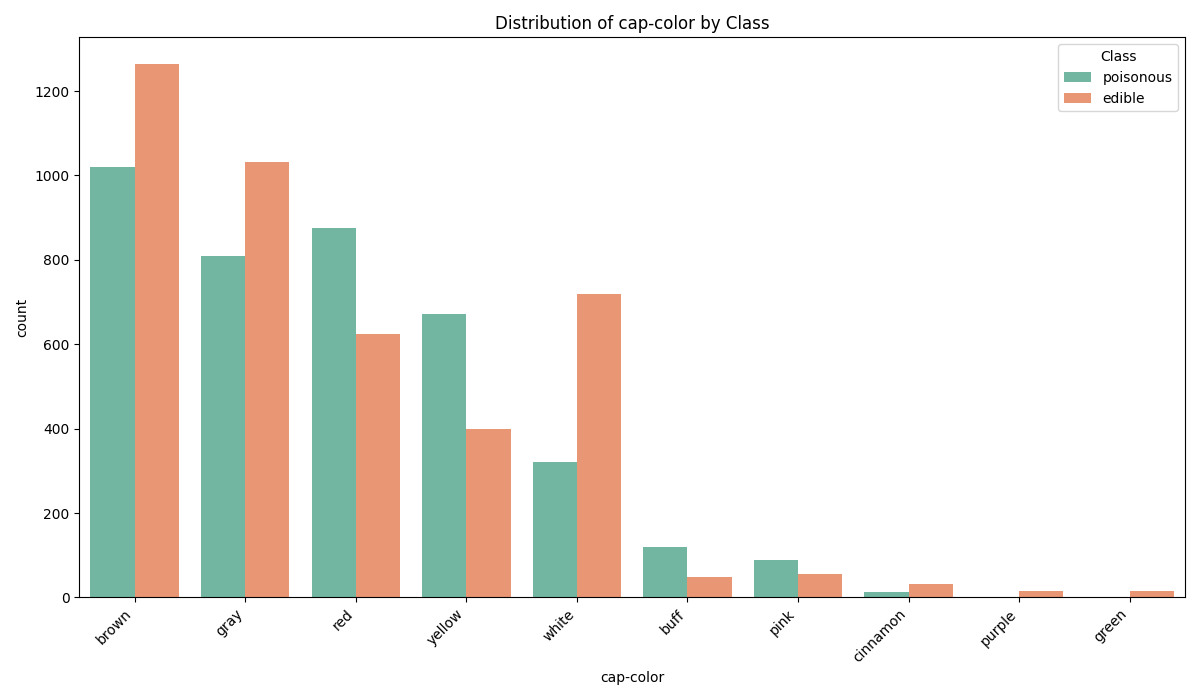 Distribution of cap-color by Class
Class
poisonous
edible
count
1200
1000
800
600
400
200
0
brown
gray
red
yellow
white
buff
pink
cinnamon
purple
green
cap-color